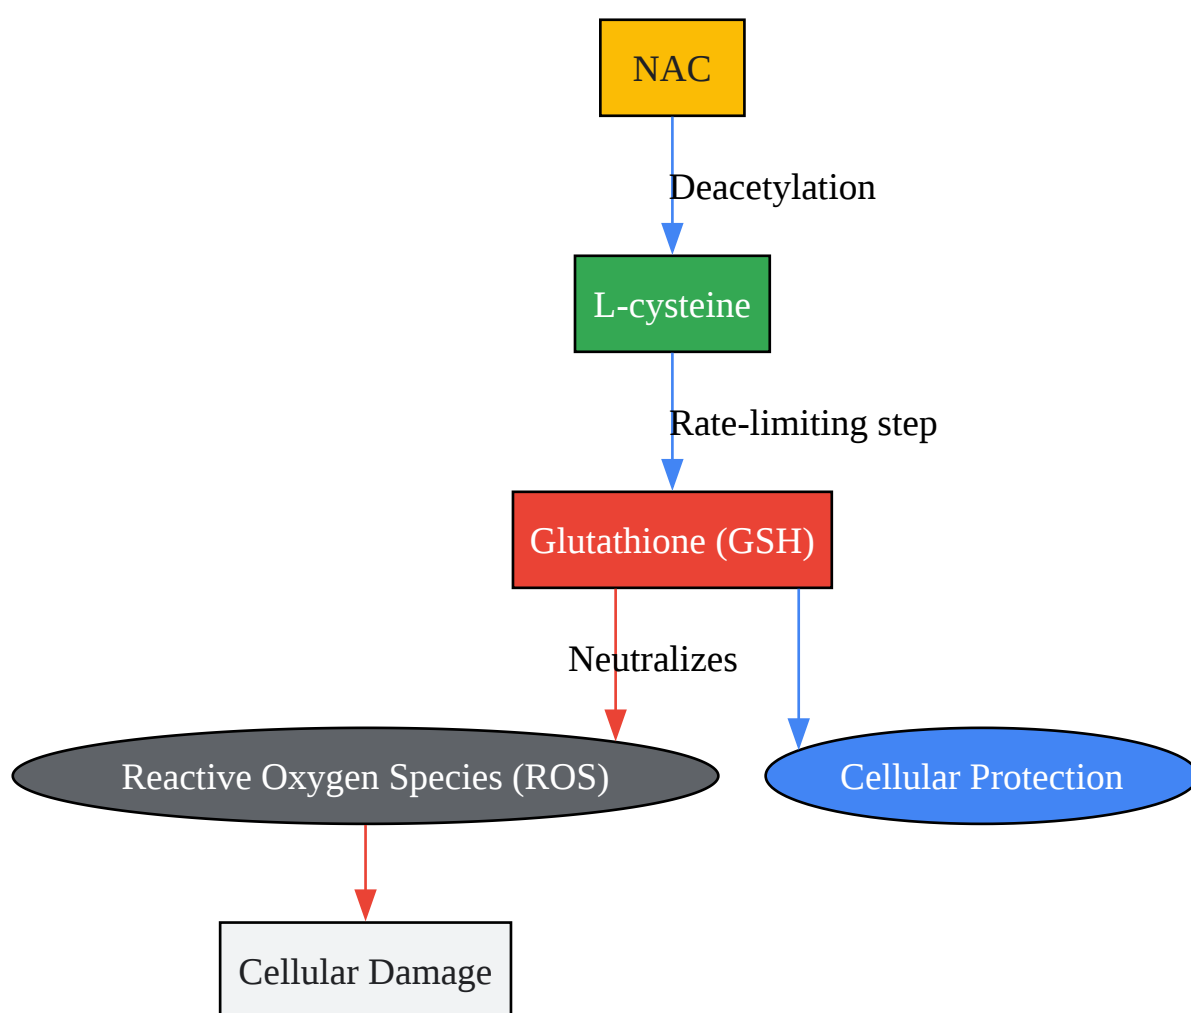 NAC
Deacetylation
L-cysteine
Rate-limiting step
Glutathione (GSH)
Neutralizes
Reactive Oxygen Species (ROS)
Cellular Protection
Cellular Damage